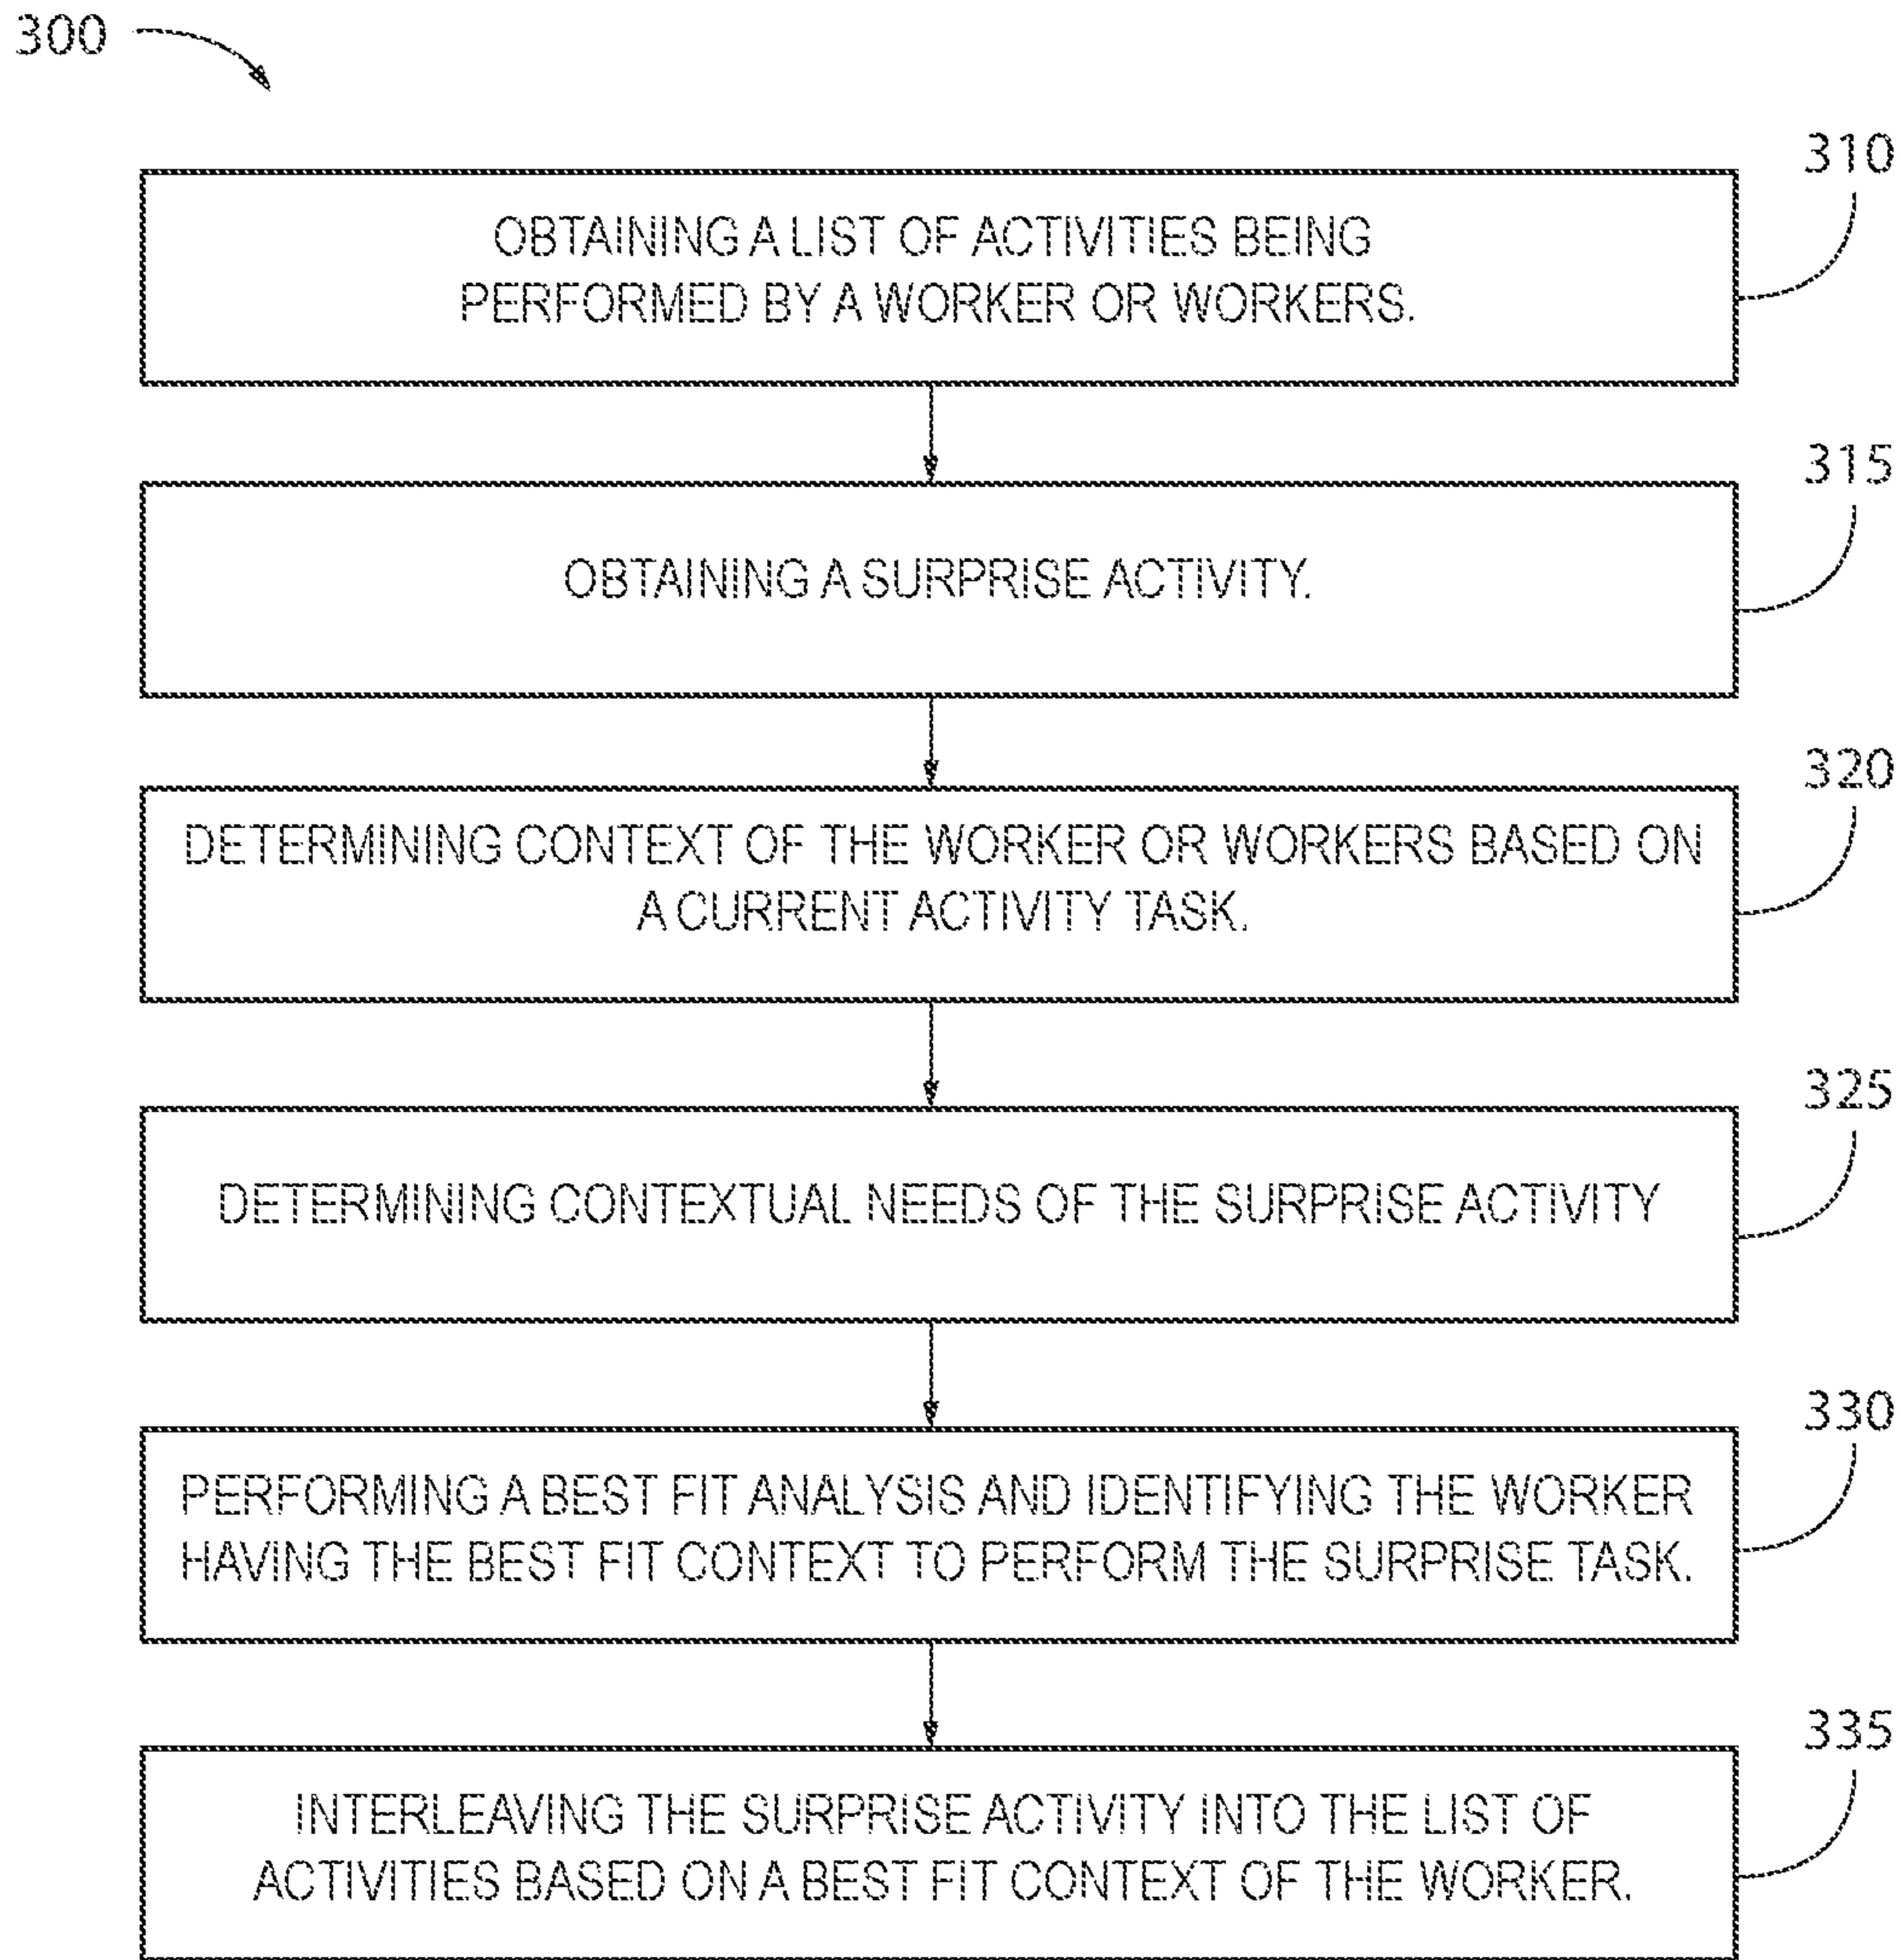 300
310
OBTAINING A LIST OF ACTIVITIES BEING
PERFORMED BY A WORKER OR WORKERS.
315
OBTAINING A SURPRISE ACTIVITY.
320
DETERMINING CONTEXT OF THE WORKER OR WORKERS BASED ON
A CURRENT ACTIVITY TASK.
325
DETERMINING CONTEXTUAL NEEDS OF THE SURPRISE ACTIVITY
330
PERFORMING A BEST FIT ANALYSIS AND IDENTIFYING THE WORKER
HAVING THE BEST FIT CONTEXT TO PERFORM THE SURPRISE TASK.
335
INTERLEAVING THE SURPRISE ACTIVITY INTO THE LIST OF
ACTIVITIES BASED ON A BEST FIT CONTEXT OF THE WORKER.